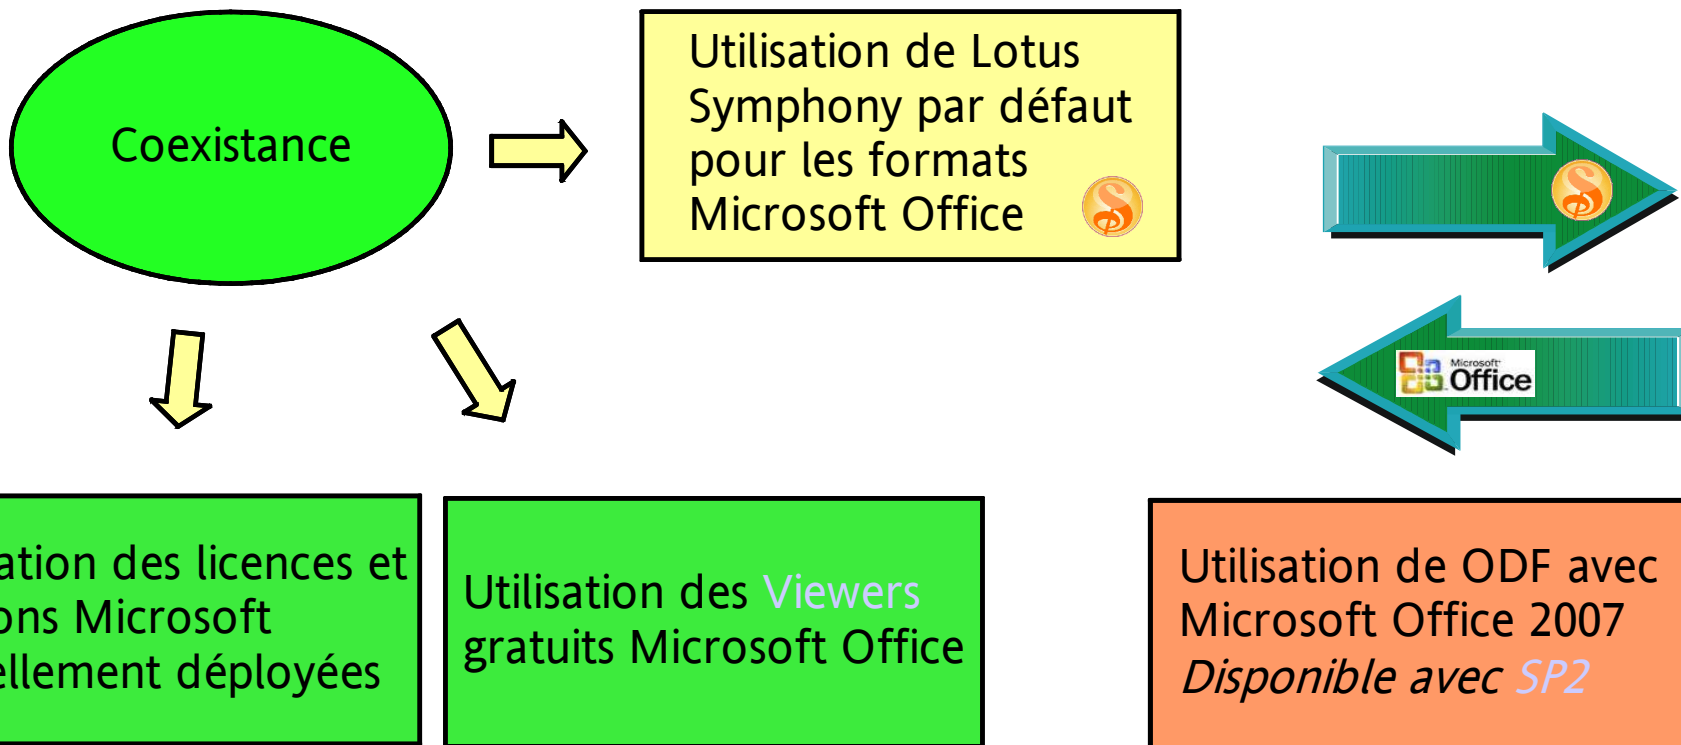 Coexistance
Utilisation de Lotus
Symphony par défaut
pour les formats
Microsoft Office
Microsoft
Office
ation des licences et
ons Microsoft
ellement déployées
Utilisation des Viewers
gratuits Microsoft Office
Utilisation de ODF avec
Microsoft Office 2007
Disponible avec SP2